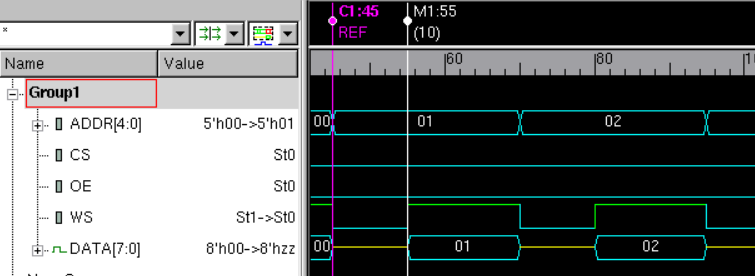 C1:45 M1:55
REF (10)
*
Name Value
60 80
Group1
ADDR[4:0] 5'h00->5'h01 00 01 02
CS St0
OE St0
WS St1->St0
DATA[7:0] 8'h00->8'hzz 00 01 02